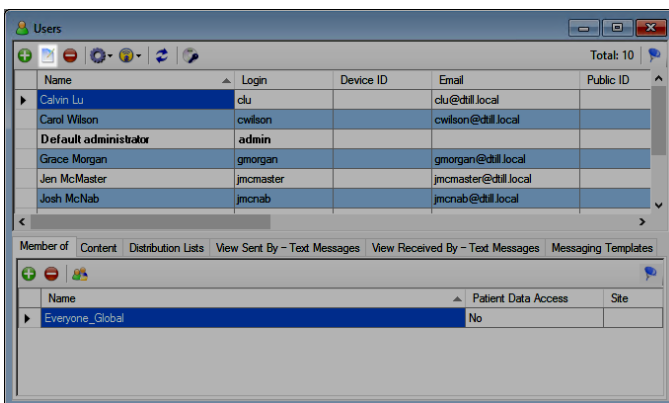 Users
Total: 10
Name Login Device ID Email Public ID
Calvin Lu clu clu@dtill.local
Carol Wilson cwilson cwilson@dtill.local
Default administrator admin
Grace Morgan gmorgan gmorgan@dtill.local
Jen McMaster jmcmaster jmcmaster@dtill.local
Josh McNab jmcnab jmcnab@dtill.local
Member of Content Distribution Lists View Sent By – Text Messages View Received By – Text Messages Messaging Templates
Name Patient Data Access Site
Everyone_Global No